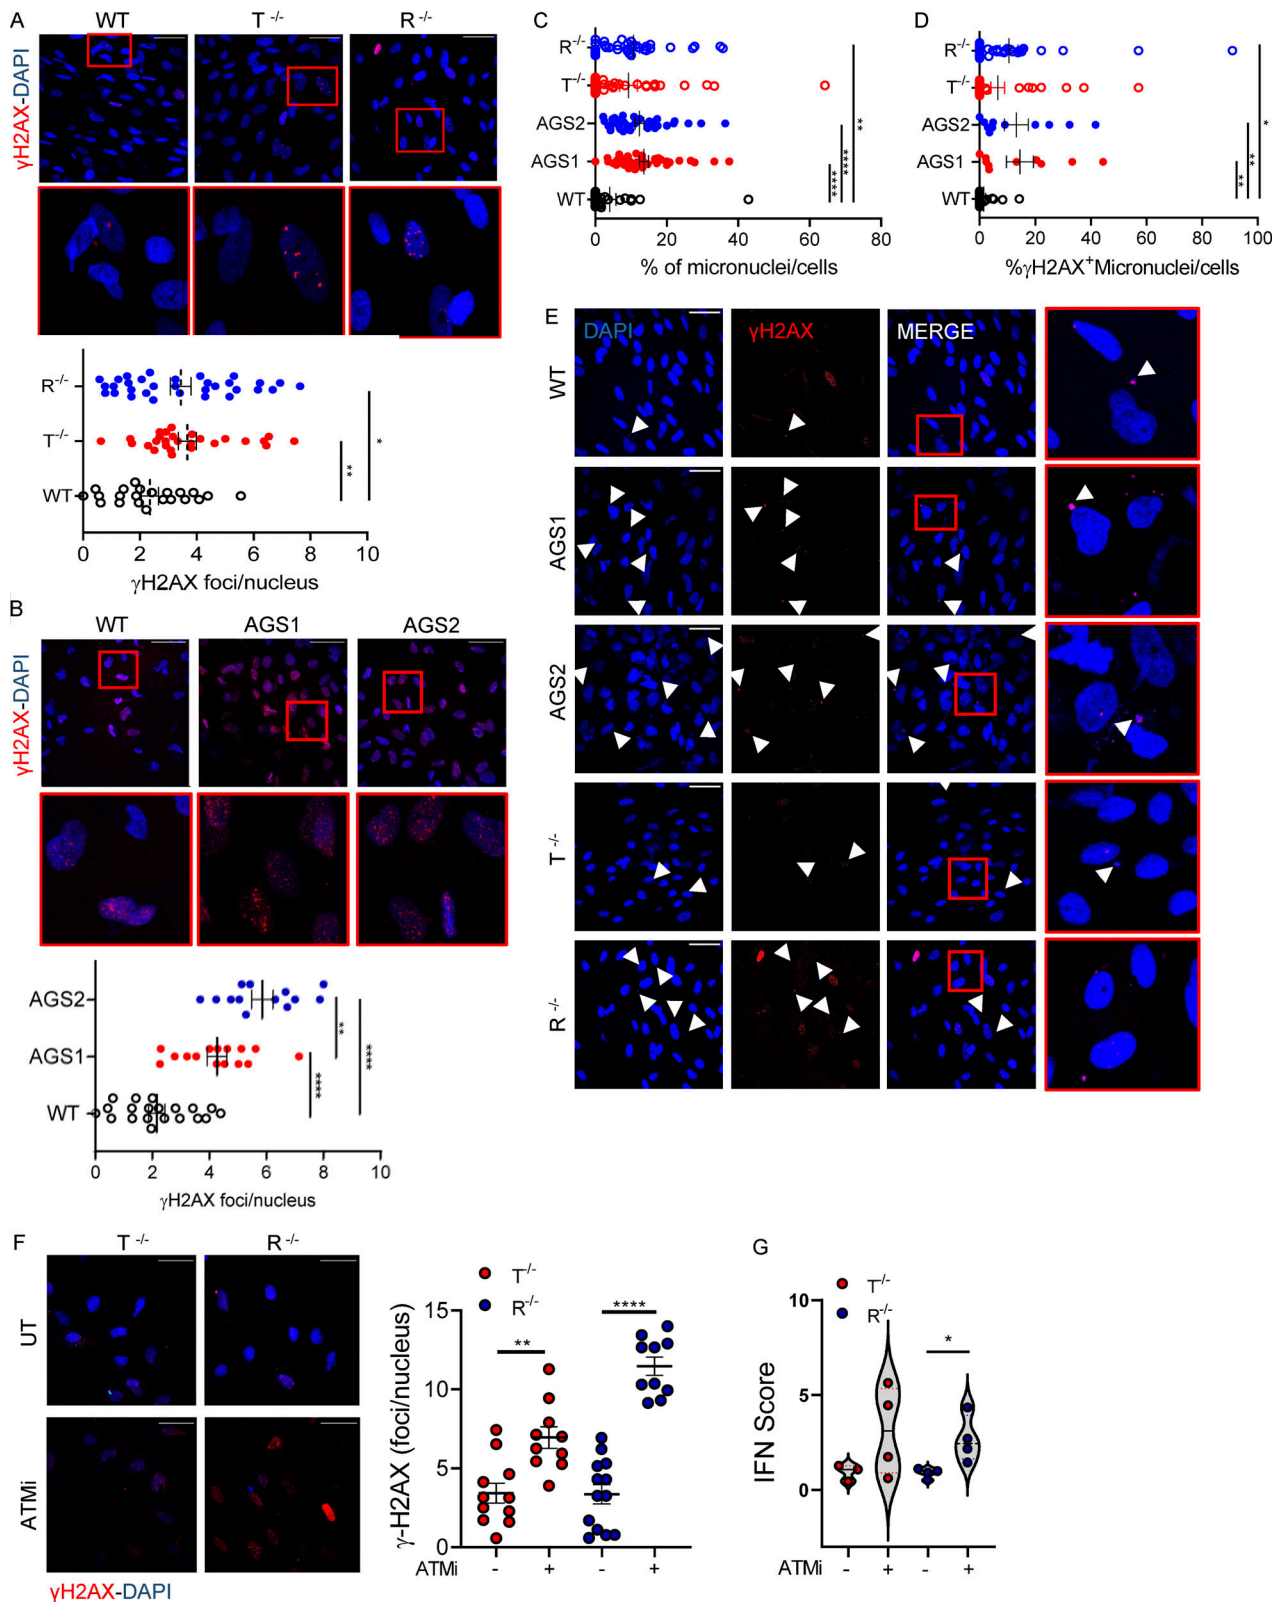 A
WT
T -/-
R -/-
γH2AX-DAPI
R-/-
T-/-
WT
*
**
0 2 4 6 8 10
γH2AX foci/nucleus
B
WT
AGS1
AGS2
γH2AX-DAPI
AGS2
AGS1
WT
**
****
****
0 2 4 6 8 10
γH2AX foci/nucleus
C
R-/-
T-/-
AGS2
AGS1
WT
**
****
****
0 20 40 60 80
% of micronuclei/cells
D
R-/-
T-/-
AGS2
AGS1
WT
*
**
**
0 20 40 60 80 100
%γH2AX+Micronuclei/cells
E
DAPI
γH2AX
MERGE
WT
AGS1
AGS2
T -/-
R -/-
F
T -/-
R -/-
UT
ATMi
γH2AX-DAPI
T-/-
R-/-
γ-H2AX (foci/nucleus)
15
10
5
0
**
****
ATMi - + - +
G
T-/-
R-/-
IFN Score
10
5
0
*
ATMi - + - +